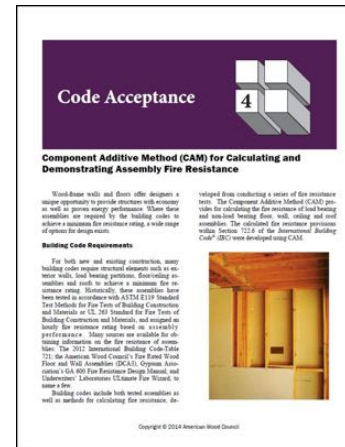 Code Acceptance
4
Component Additive Method (CAM) for Calculating and
Demonstrating Assembly Fire Resistance
Wood-frame walls and floors offer designers a
unique opportunity to provide structures with economy
as well as proven energy performance. Where these
assemblies are required by the building codes to
achieve a minimum fire resistance rating, a wide range
of options for design exists.
Building Code Requirements
For both new and existing construction, many
building codes require structural elements such as ex-
terior walls, load bearing partitions, floor/ceiling as-
semblies and roofs to achieve a minimum fire re-
sistance rating. Historically, these assemblies have
been tested in accordance with ASTM E119 Standard
Test Methods for Fire Tests of Building Construction
and Materials or UL 263 Standard for Fire Tests of
Building Construction and Materials, and assigned an
hourly fire resistance rating based on assembly
performance. Many sources are available for ob-
taining information on the fire resistance of assem-
blies. The 2012 International Building Code-Table
721; the American Wood Council's Fire Rated Wood
Floor and Wall Assemblies (DCA3), Gypsum Asso-
ciation's GA 600 Fire Resistance Design Manual; and
Underwriters' Laboratories ULtimate Fire Wizard, to
name a few.
Building codes include both tested assemblies as
well as methods for calculating fire resistance, de-
veloped from conducting a series of fire resistance
tests. The Component Additive Method (CAM) pro-
vides for calculating the fire resistance of load bearing
and non-load bearing floor, wall, ceiling and roof
assemblies. The calculated fire resistance provisions
within Section 722.6 of the International Building
Code® (IBC) were developed using CAM.
Copyright © 2014 American Wood Council